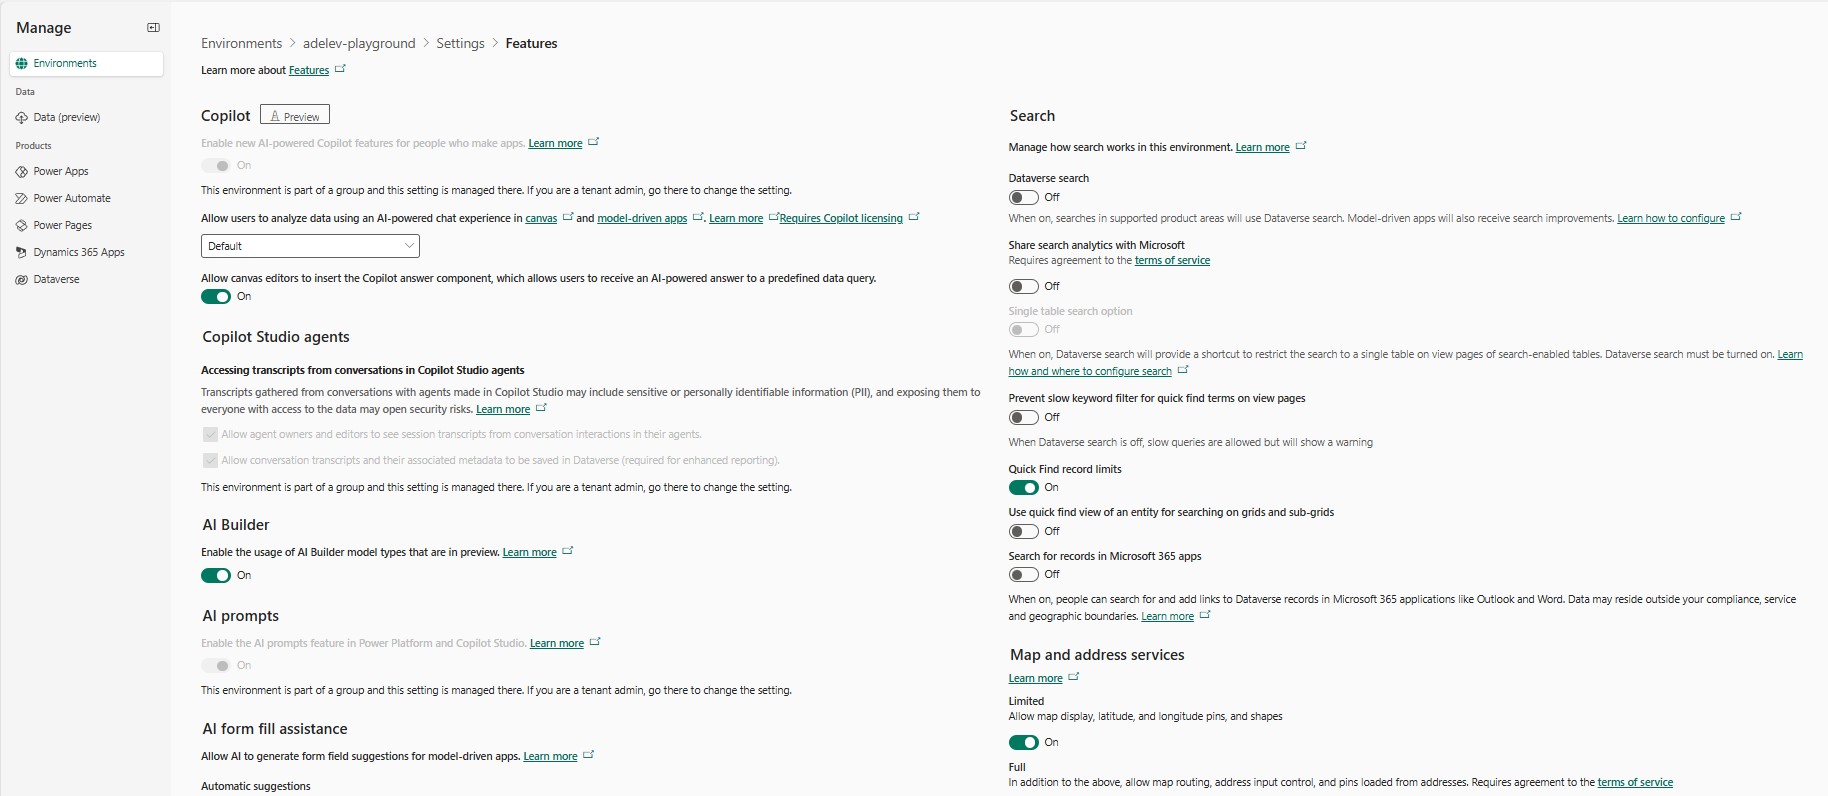 Manage
Environments
Data
Data (preview)
Products
Power Apps
Power Automate
Power Pages
Dynamics 365 Apps
Dataverse
Environments > adelev-playground > Settings > Features
Learn more about Features
Copilot Preview
Enable new AI-powered Copilot features for people who make apps. Learn more
On
This environment is part of a group and this setting is managed there. If you are a tenant admin, go there to change the setting.
Allow users to analyze data using an AI-powered chat experience in canvas and model-driven apps. Learn more Requires Copilot licensing
Default
Allow canvas editors to insert the Copilot answer component, which allows users to receive an AI-powered answer to a predefined data query.
On
Copilot Studio agents
Accessing transcripts from conversations in Copilot Studio agents
Transcripts gathered from conversations with agents made in Copilot Studio may include sensitive or personally identifiable information (PII), and exposing them to
everyone with access to the data may open security risks. Learn more
Allow agent owners and editors to see session transcripts from conversation interactions in their agents.
Allow conversation transcripts and their associated metadata to be saved in Dataverse (required for enhanced reporting).
This environment is part of a group and this setting is managed there. If you are a tenant admin, go there to change the setting.
AI Builder
Enable the usage of AI Builder model types that are in preview. Learn more
On
AI prompts
Enable the AI prompts feature in Power Platform and Copilot Studio. Learn more
On
This environment is part of a group and this setting is managed there. If you are a tenant admin, go there to change the setting.
AI form fill assistance
Allow AI to generate form field suggestions for model-driven apps. Learn more
Automatic suggestions
Search
Manage how search works in this environment. Learn more
Dataverse search
Off
When on, searches in supported product areas will use Dataverse search. Model-driven apps will also receive search improvements. Learn how to configure
Share search analytics with Microsoft
Requires agreement to the terms of service
Off
Single table search option
Off
When on, Dataverse search will provide a shortcut to restrict the search to a single table on view pages of search-enabled tables. Dataverse search must be turned on. Learn
how and where to configure search
Prevent slow keyword filter for quick find terms on view pages
Off
When Dataverse search is off, slow queries are allowed but will show a warning
Quick Find record limits
On
Use quick find view of an entity for searching on grids and sub-grids
Off
Search for records in Microsoft 365 apps
Off
When on, people can search for and add links to Dataverse records in Microsoft 365 applications like Outlook and Word. Data may reside outside your compliance, service
and geographic boundaries. Learn more
Map and address services
Learn more
Limited
Allow map display, latitude, and longitude pins, and shapes
On
Full
In addition to the above, allow map routing, address input control, and pins loaded from addresses. Requires agreement to the terms of service